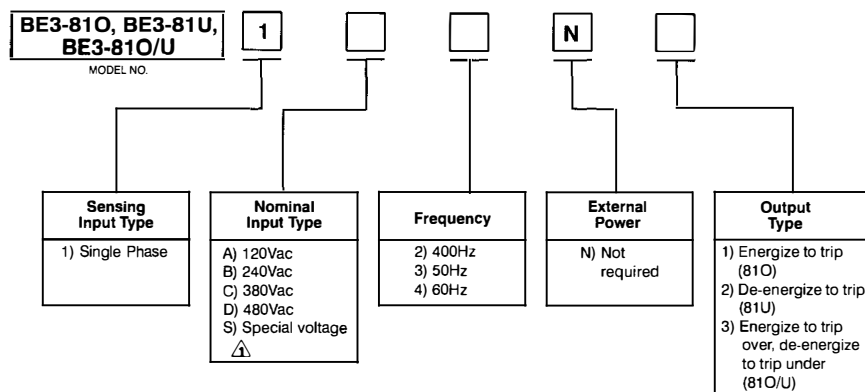 BE3-81O, BE3-81U,
BE3-81O/U
1
N
MODEL NO.
Sensing
Input Type
1) Single Phase
Nominal
Input Type
A) 120Vac
B) 240Vac
C) 380Vac
D) 480Vac
S) Special voltage
1
Frequency
2) 400Hz
3) 50Hz
4) 60Hz
External
Power
N) Not
required
Output
Type
1) Energize to trip
(81O)
2) De-energize to trip
(81U)
3) Energize to trip
over, de-energize
to trip under
(81O/U)